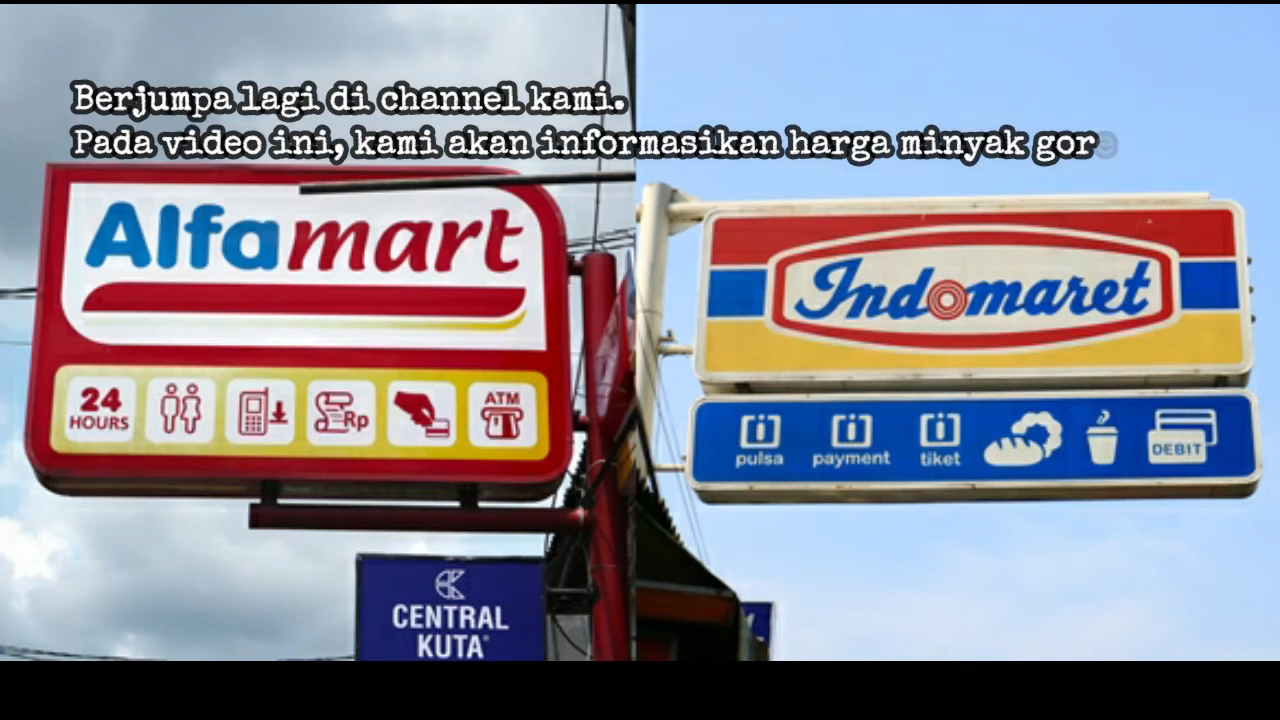 Berjumpa lagi di channel kami.
Pada video ini, kami akan informasikan harga minyak gor
Alfamart
24 HOURS
Rp
ATM
CENTRAL
KUTA
Indomaret
pulsa payment tiket DEBIT